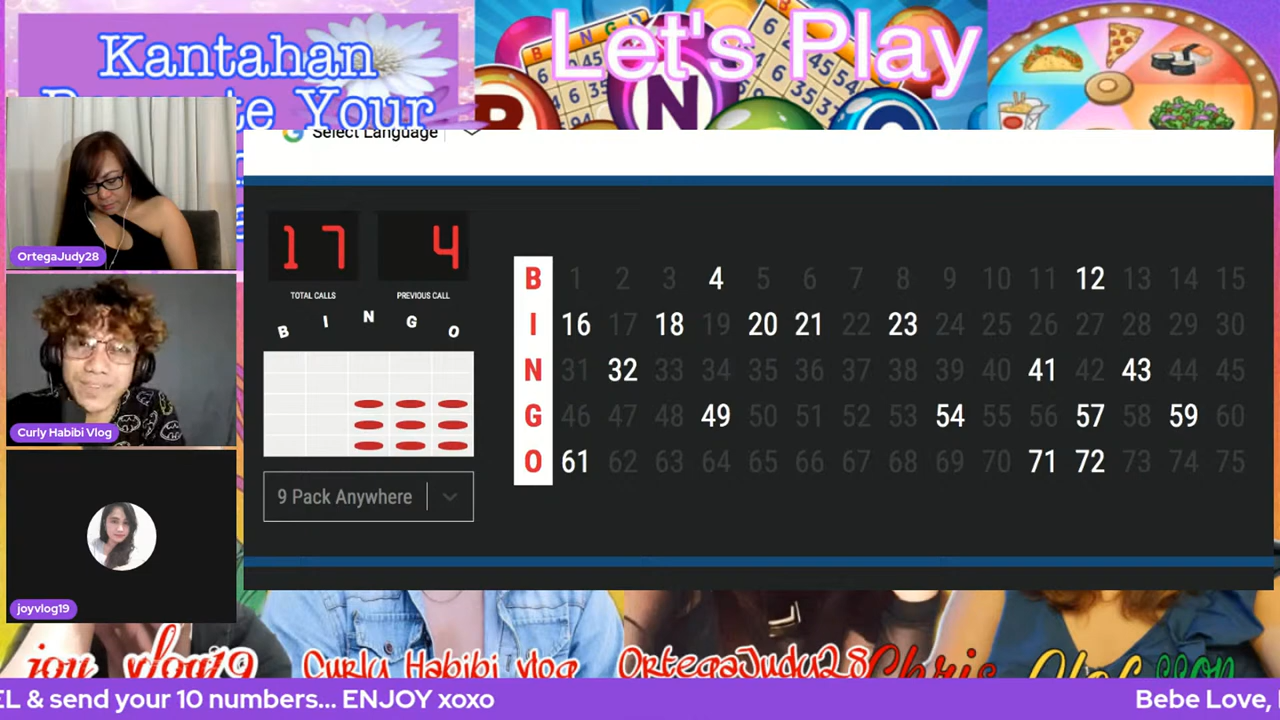 Kantahan
te Your
Let's Play
B
N
Select Language
OrtegaJudy28
Curly Habibi Vlog
joyvlog19
17 4
TOTAL CALLS PREVIOUS CALL
B I N G O
9 Pack Anywhere
B 1 2 3 4 5 6 7 8 9 10 11 12 13 14 15
I 16 17 18 19 20 21 22 23 24 25 26 27 28 29 30
N 31 32 33 34 35 36 37 38 39 40 41 42 43 44 45
G 46 47 48 49 50 51 52 53 54 55 56 57 58 59 60
O 61 62 63 64 65 66 67 68 69 70 71 72 73 74 75
joy vlog19 Curly Habibi vlog OrtegaJudy28 Chris
EL & send your 10 numbers... ENJOY xoxo
Bebe Love,